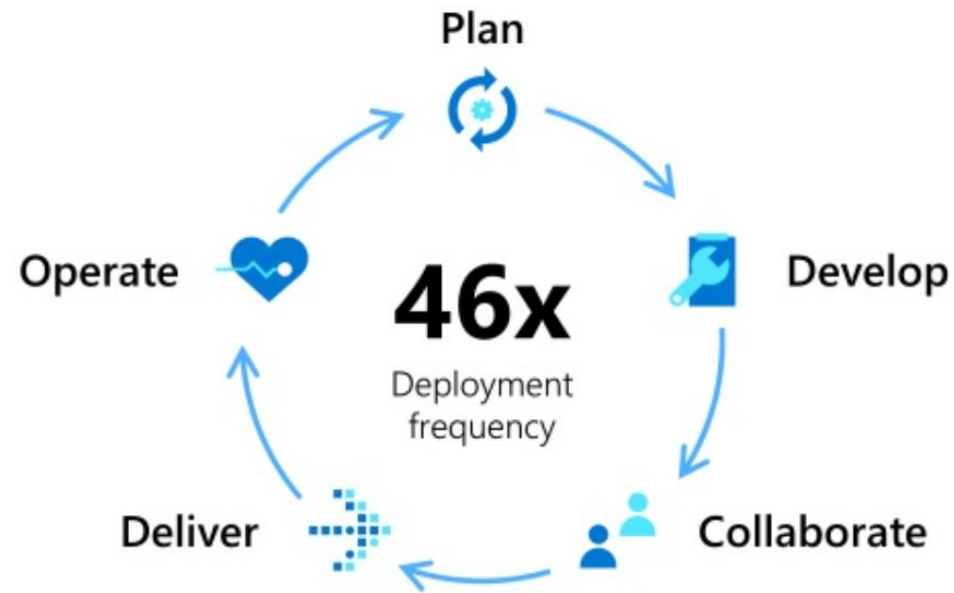 Plan
Operate
Develop
46x
Deployment
frequency
Deliver
Collaborate